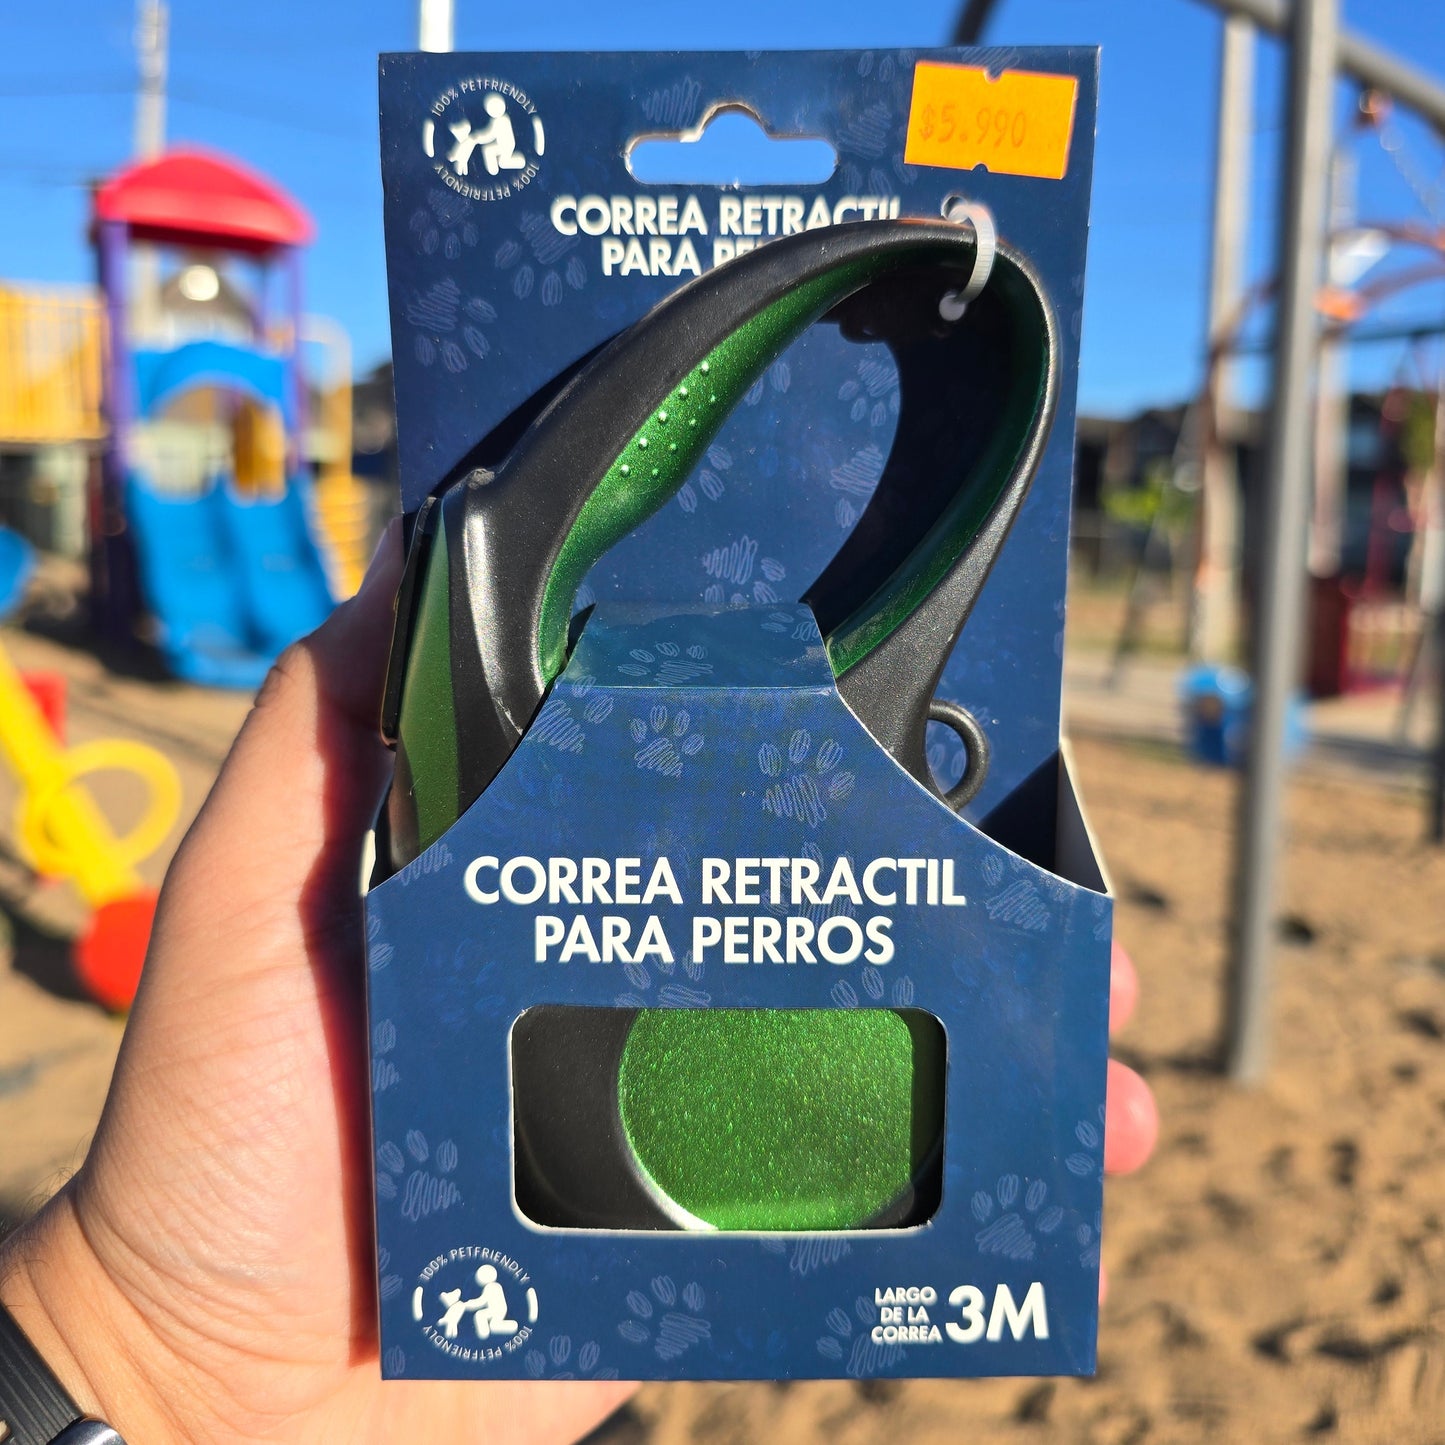 100% PETFRIENDLY
100% PETFRIENDLY
$5.990
CORREA RETRACTIL
PARA
CORREA RETRACTIL
PARA PERROS
100% PETFRIENDLY
100% PETFRIENDLY
LARGO
DE LA
CORREA
3M